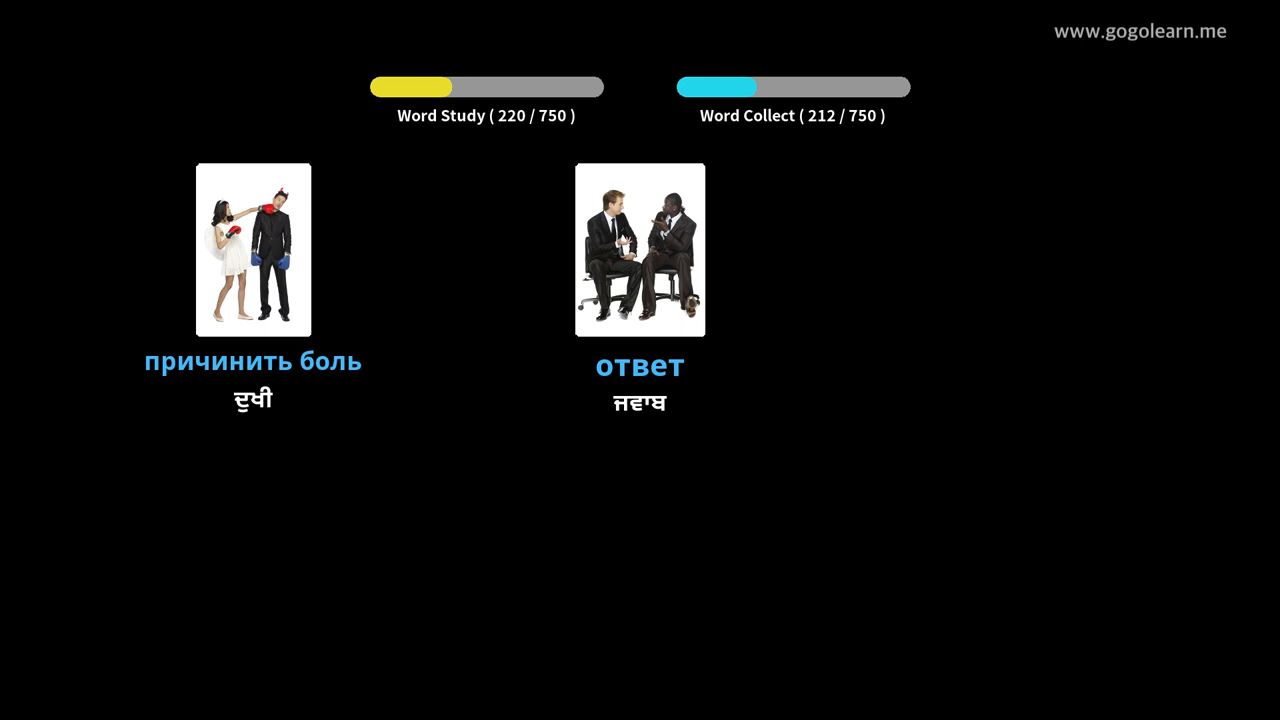 www.gogolearn.me
Word Study ( 220 / 750 )
Word Collect ( 212 / 750 )
причинить боль
ਦੁਖੀ
ответ
ਜਵਾਬ